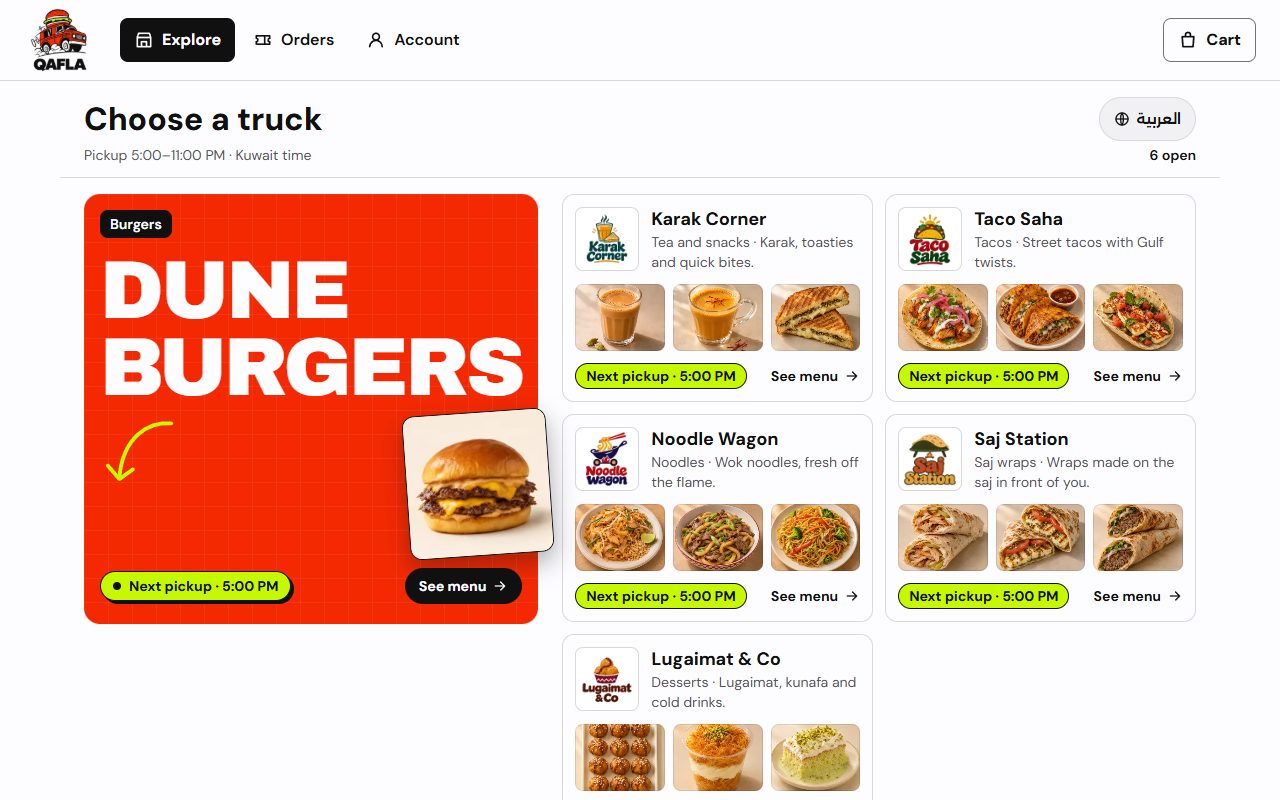 QAFLA
Explore
Orders
Account
Cart
Choose a truck
العربية
Pickup 5:00–11:00 PM · Kuwait time
6 open
Burgers
DUNE
BURGERS
Next pickup · 5:00 PM
See menu →
Karak
Corner
Karak Corner
Tea and snacks · Karak, toasties
and quick bites.
Next pickup · 5:00 PM
See menu →
Taco
Saha
Taco Saha
Tacos · Street tacos with Gulf
twists.
Next pickup · 5:00 PM
See menu →
Noodle
Wagon
Noodle Wagon
Noodles · Wok noodles, fresh off
the flame.
Next pickup · 5:00 PM
See menu →
Saj
Station
Saj Station
Saj wraps · Wraps made on the
saj in front of you.
Next pickup · 5:00 PM
See menu →
Lugaimat
&Co
Lugaimat & Co
Desserts · Lugaimat, kunafa and
cold drinks.